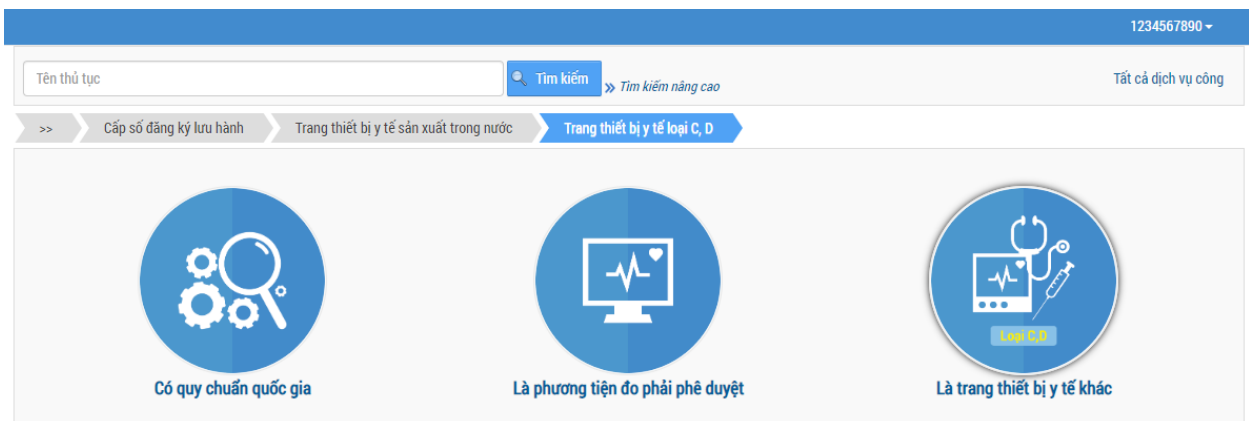 1234567890
Tên thủ tục
Tìm kiếm
Tìm kiếm nâng cao
Tất cả dịch vụ công
>>
Cấp số đăng ký lưu hành
Trang thiết bị y tế sản xuất trong nước
Trang thiết bị y tế loại C, D
Loại C,D
Có quy chuẩn quốc gia
Là phương tiện đo phải phê duyệt
Là trang thiết bị y tế khác